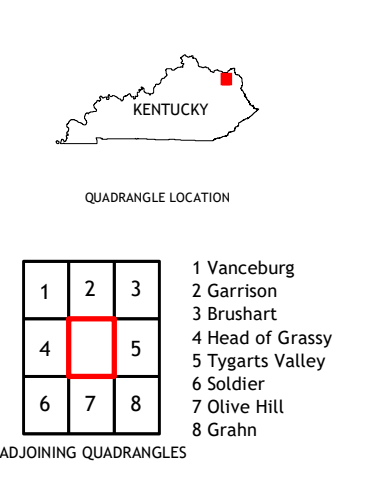 KENTUCKY
QUADRANGLE LOCATION
1 2 3
4 5
6 7 8
1 Vanceburg
2 Garrison
3 Brushart
4 Head of Grassy
5 Tygarts Valley
6 Soldier
7 Olive Hill
8 Grahn
ADJOINING QUADRANGLES